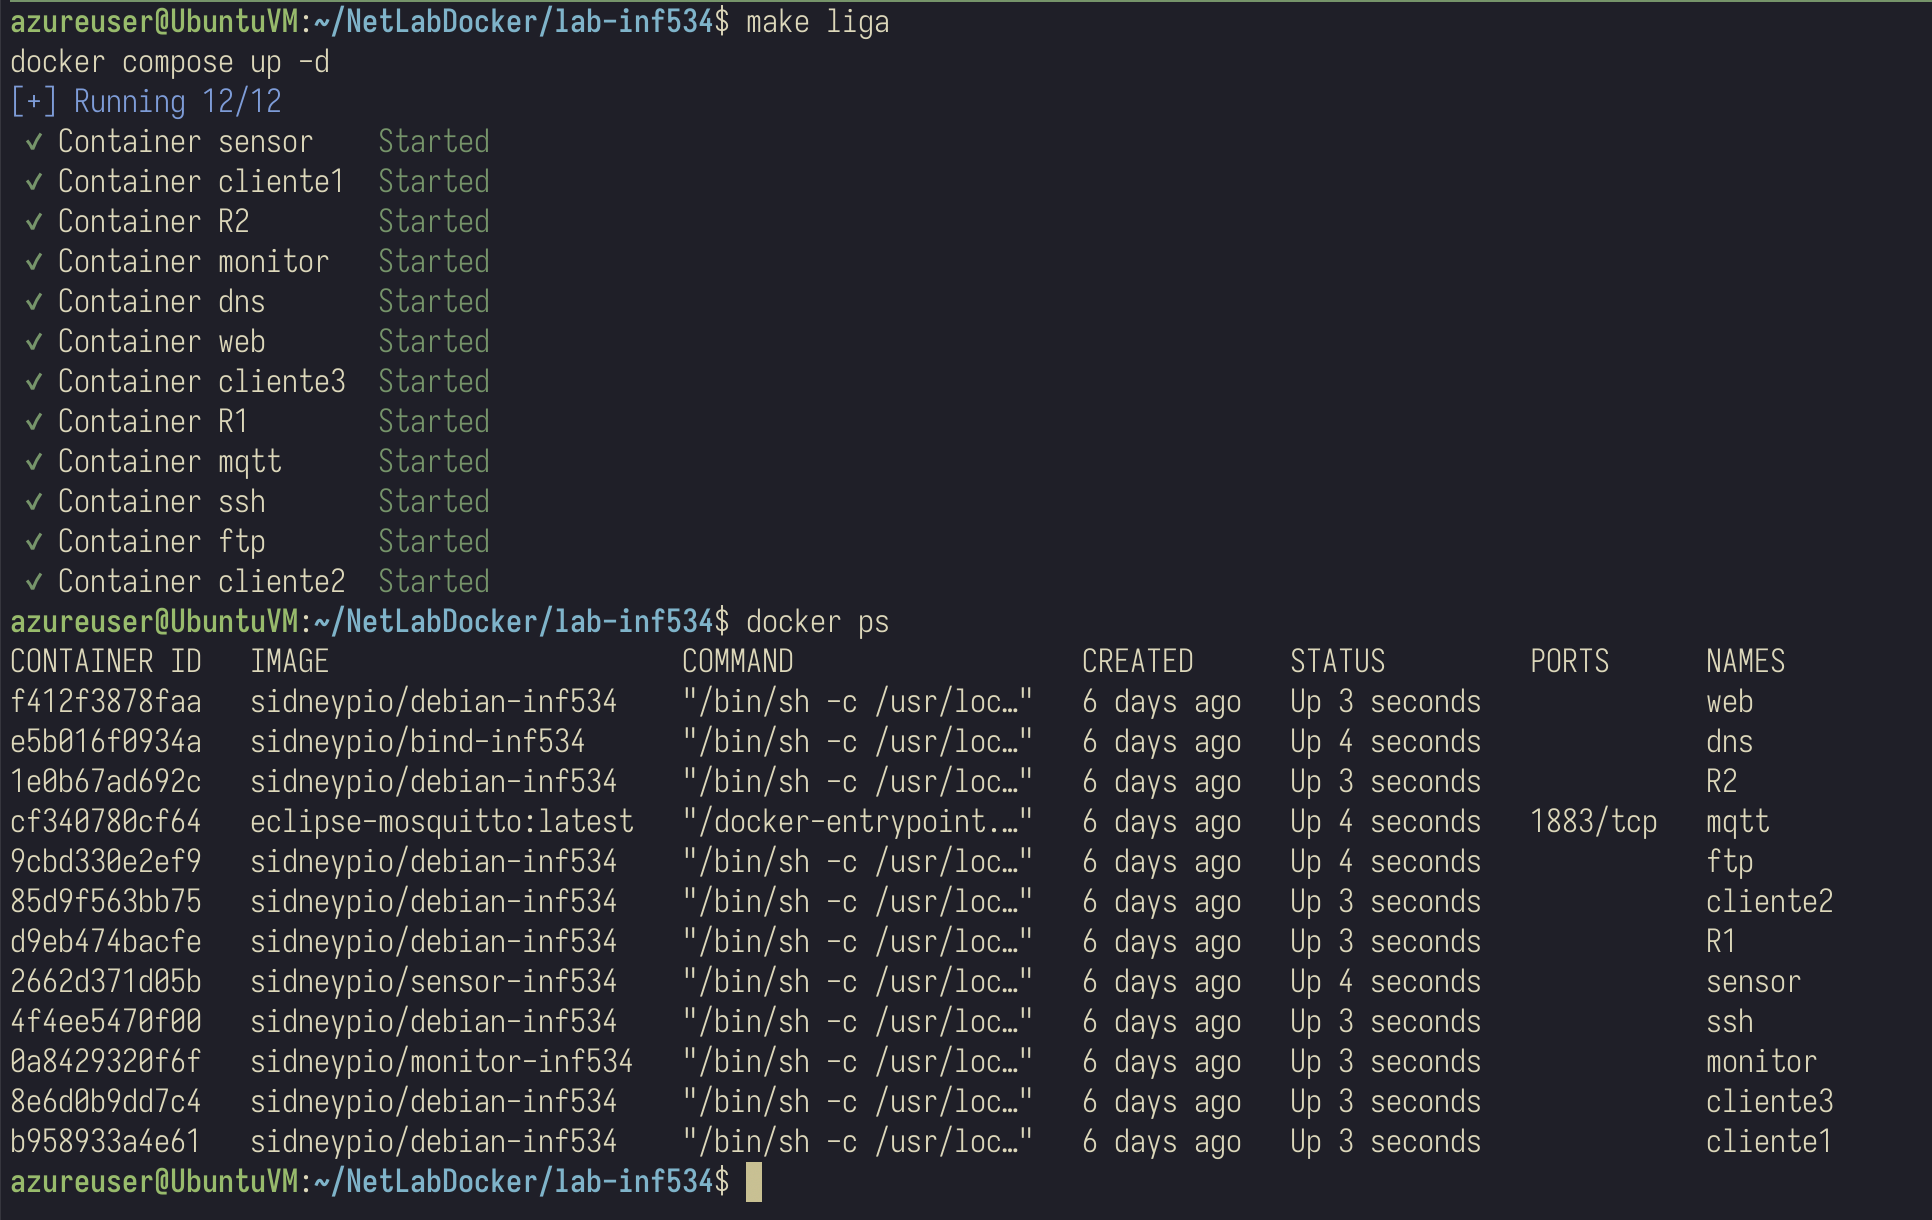 azureuser@UbuntuVM:~/NetLabDocker/lab-inf534$ make liga
docker compose up -d
[+] Running 12/12
✓ Container sensor    Started
✓ Container cliente1  Started
✓ Container R2        Started
✓ Container monitor   Started
✓ Container dns       Started
✓ Container web       Started
✓ Container cliente3  Started
✓ Container R1        Started
✓ Container mqtt      Started
✓ Container ssh       Started
✓ Container ftp       Started
✓ Container cliente2  Started
azureuser@UbuntuVM:~/NetLabDocker/lab-inf534$ docker ps
CONTAINER ID   IMAGE                      COMMAND                  CREATED      STATUS         PORTS      NAMES
f412f3878faa   sidneypio/debian-inf534    "/bin/sh -c /usr/loc…"   6 days ago   Up 3 seconds              web
e5b016f0934a   sidneypio/bind-inf534      "/bin/sh -c /usr/loc…"   6 days ago   Up 4 seconds              dns
1e0b67ad692c   sidneypio/debian-inf534    "/bin/sh -c /usr/loc…"   6 days ago   Up 3 seconds              R2
cf340780cf64   eclipse-mosquitto:latest   "/docker-entrypoint.…"   6 days ago   Up 4 seconds   1883/tcp   mqtt
9cbd330e2ef9   sidneypio/debian-inf534    "/bin/sh -c /usr/loc…"   6 days ago   Up 4 seconds              ftp
85d9f563bb75   sidneypio/debian-inf534    "/bin/sh -c /usr/loc…"   6 days ago   Up 3 seconds              cliente2
d9eb474bacfe   sidneypio/debian-inf534    "/bin/sh -c /usr/loc…"   6 days ago   Up 3 seconds              R1
2662d371d05b   sidneypio/sensor-inf534    "/bin/sh -c /usr/loc…"   6 days ago   Up 4 seconds              sensor
4f4ee5470f00   sidneypio/debian-inf534    "/bin/sh -c /usr/loc…"   6 days ago   Up 3 seconds              ssh
0a8429320f6f   sidneypio/monitor-inf534   "/bin/sh -c /usr/loc…"   6 days ago   Up 3 seconds              monitor
8e6d0b9dd7c4   sidneypio/debian-inf534    "/bin/sh -c /usr/loc…"   6 days ago   Up 3 seconds              cliente3
b958933a4e61   sidneypio/debian-inf534    "/bin/sh -c /usr/loc…"   6 days ago   Up 3 seconds              cliente1
azureuser@UbuntuVM:~/NetLabDocker/lab-inf534$